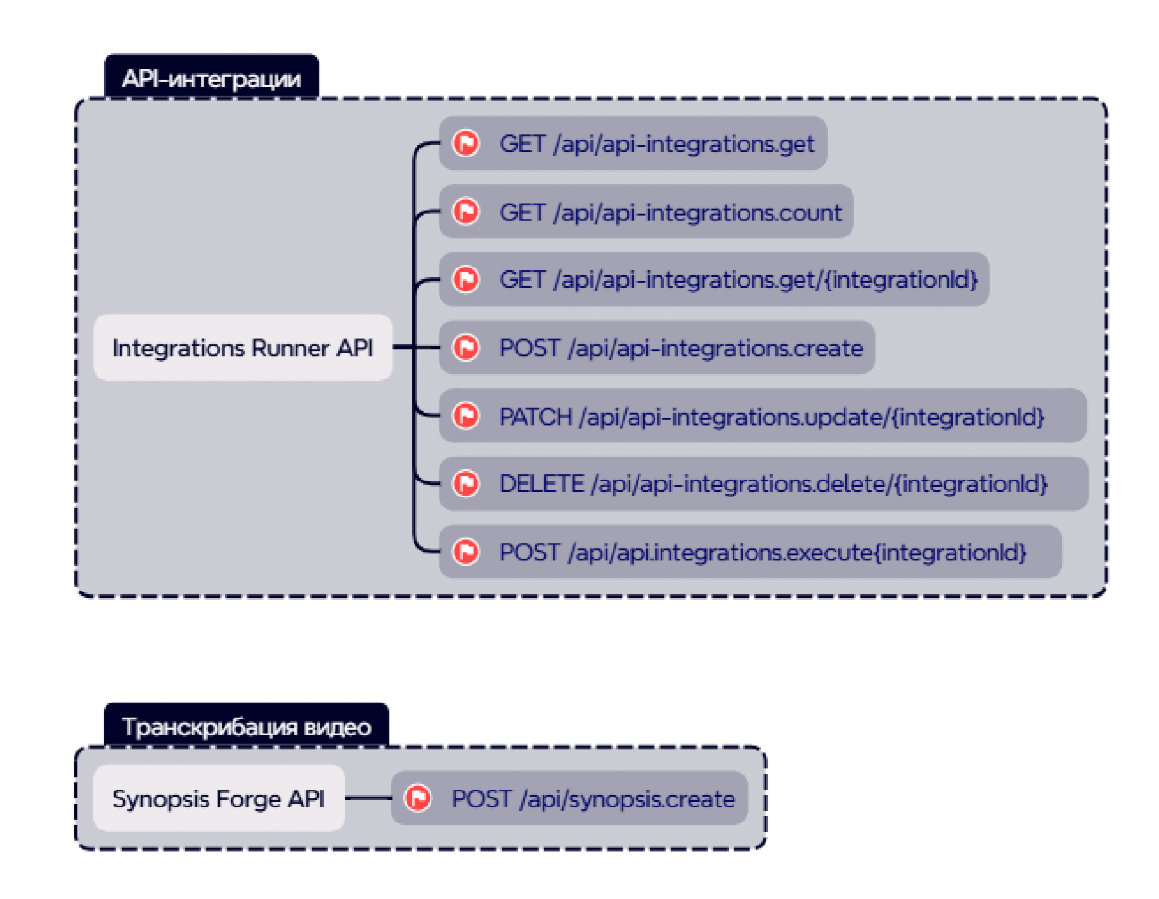 API-интеграции
GET /api/api-integrations.get
GET /api/api-integrations.count
GET /api/api-integrations.get/{integrationId}
Integrations Runner API
POST /api/api-integrations.create
PATCH /api/api-integrations.update/{integrationId}
DELETE /api/api-integrations.delete/{integrationId}
POST /api/api.integrations.execute{integrationId}
Транскрибация видео
Synopsis Forge API
POST /api/synopsis.create